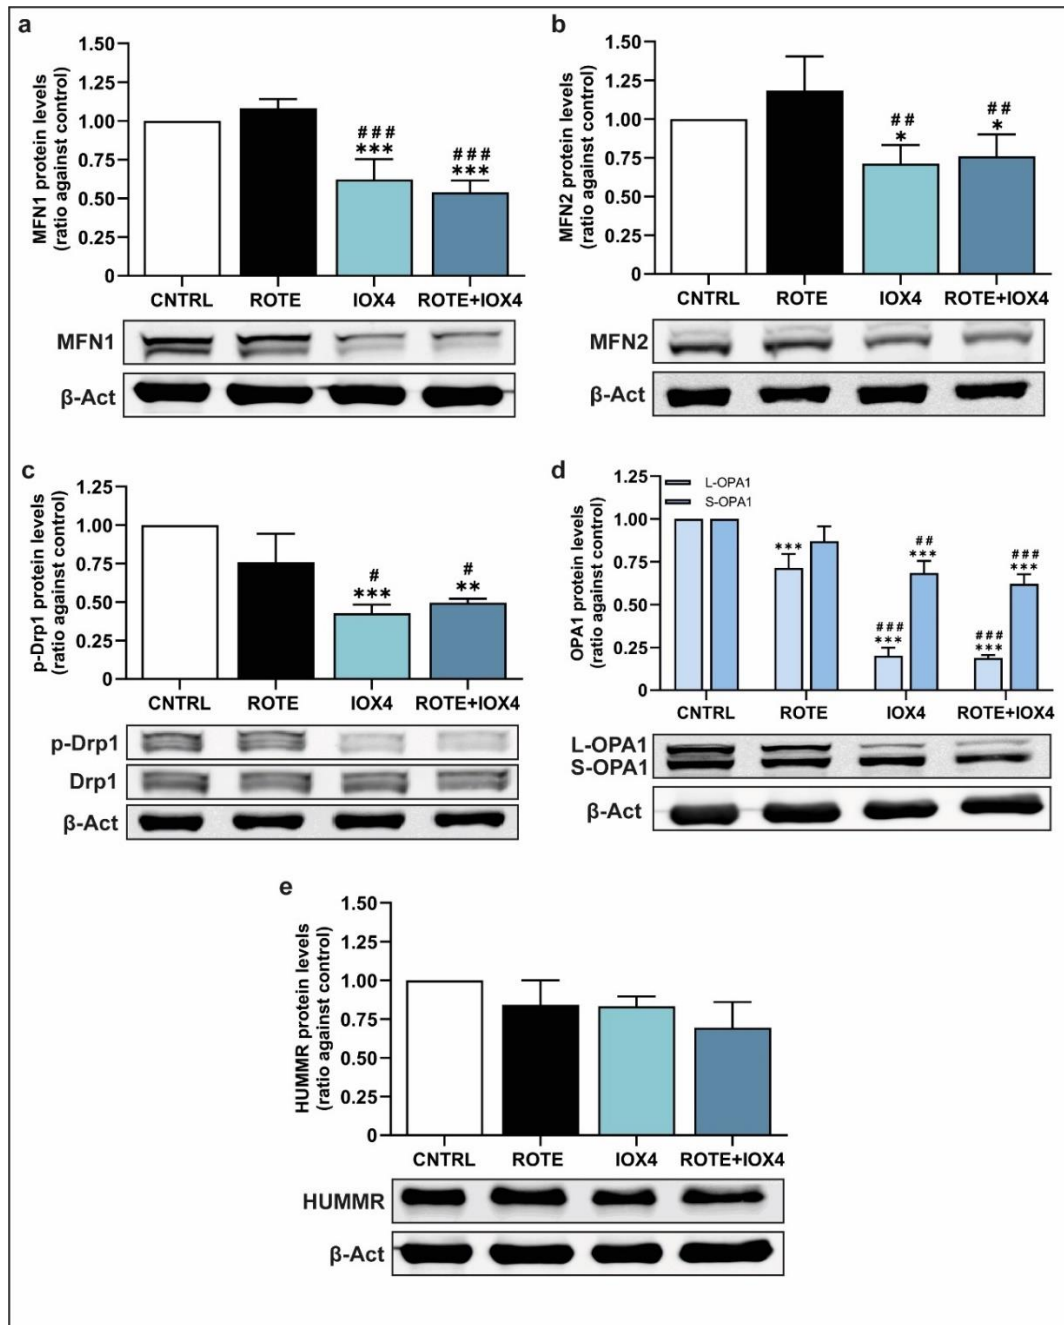 a
MFN1 protein levels
(ratio against control)
1.50
1.25
1.00
0.75
0.50
0.25
0
###
***
###
***
CNTRL ROTE IOX4 ROTE+IOX4
MFN1
β-Act
b
MFN2 protein levels
(ratio against control)
1.50
1.25
1.00
0.75
0.50
0.25
0
##
*
##
*
CNTRL ROTE IOX4 ROTE+IOX4
MFN2
β-Act
c
p-Drp1 protein levels
(ratio against control)
1.25
1.00
0.75
0.50
0.25
0
#
***
#
**
CNTRL ROTE IOX4 ROTE+IOX4
p-Drp1
Drp1
β-Act
d
OPA1 protein levels
(ratio against control)
1.25
1.00
0.75
0.50
0.25
0
L-OPA1
S-OPA1
***
###
***
##
***
###
***
###
***
CNTRL ROTE IOX4 ROTE+IOX4
L-OPA1
S-OPA1
β-Act
e
HUMMR protein levels
(ratio against control)
1.50
1.25
1.00
0.75
0.50
0.25
0
CNTRL ROTE IOX4 ROTE+IOX4
HUMMR
β-Act